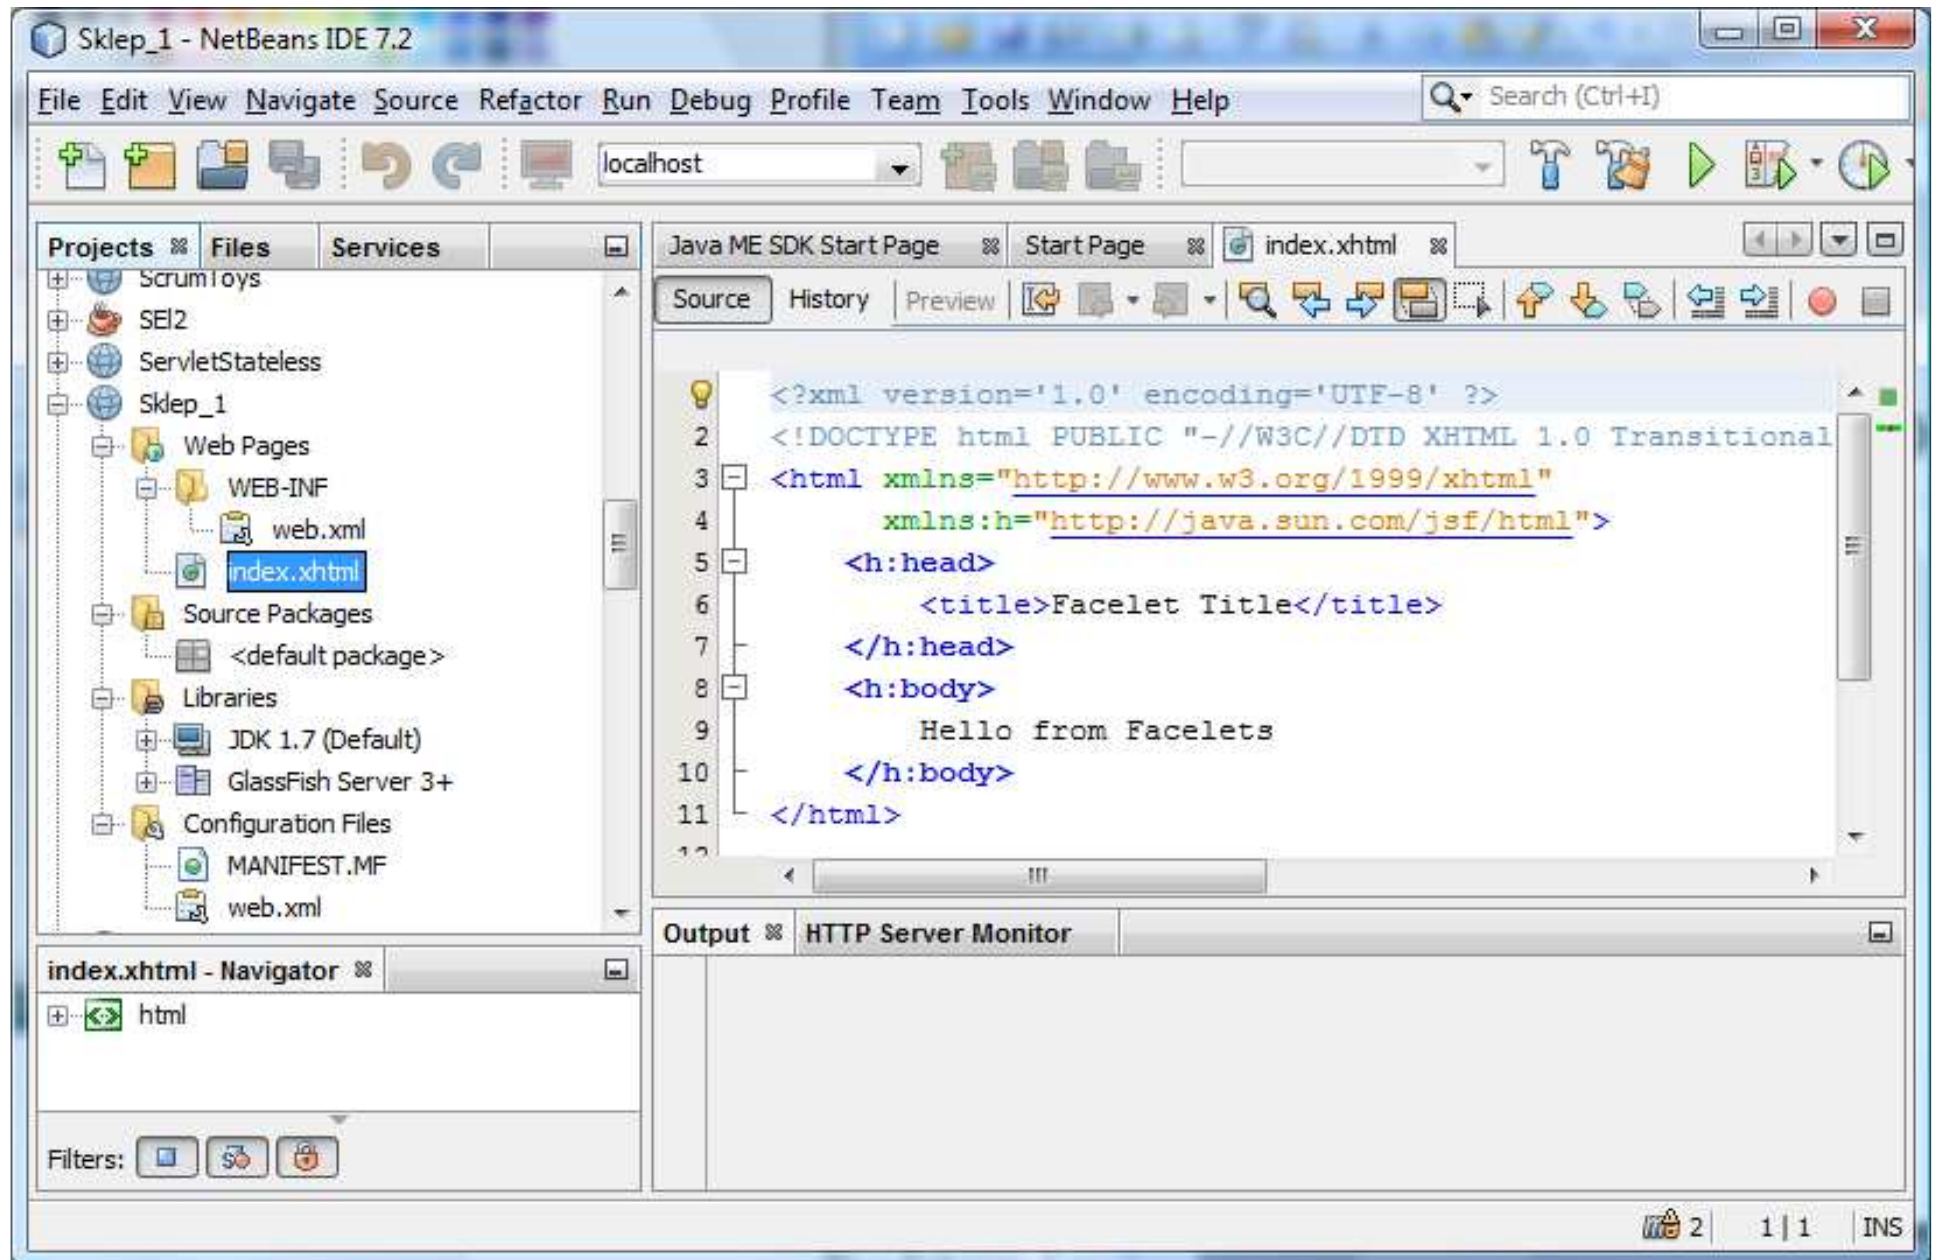 Sklep_1 - NetBeans IDE 7.2
File Edit View Navigate Source Refactor Run Debug Profile Team Tools Window Help
Search (Ctrl+I)
localhost
Projects Files Services
ScrumToys
SEI2
ServletStateless
Sklep_1
Web Pages
WEB-INF
web.xml
index.xhtml
Source Packages
<default package>
Libraries
JDK 1.7 (Default)
GlassFish Server 3+
Configuration Files
MANIFEST.MF
web.xml
index.xhtml - Navigator
html
Filters:
Java ME SDK Start Page Start Page index.xhtml
Source History Preview
<?xml version='1.0' encoding='UTF-8' ?>
2 <!DOCTYPE html PUBLIC "-//W3C//DTD XHTML 1.0 Transitional
3 <html xmlns="http://www.w3.org/1999/xhtml"
4 xmlns:h="http://java.sun.com/jsf/html">
5 <h:head>
6 <title>Facelet Title</title>
7 </h:head>
8 <h:body>
9 Hello from Facelets
10 </h:body>
11 </html>
12
Output HTTP Server Monitor
2 1 | 1 INS